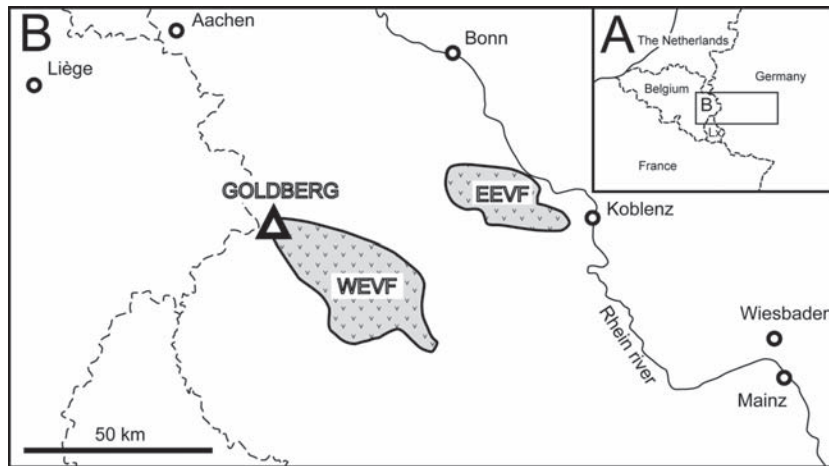 B
Aachen
Liège
Bonn
A
The Netherlands
Germany
Belgium
B
Lx
France
GOLDBERG
EEVF
Koblenz
WEVF
Rhein river
Wiesbaden
Mainz
50 km